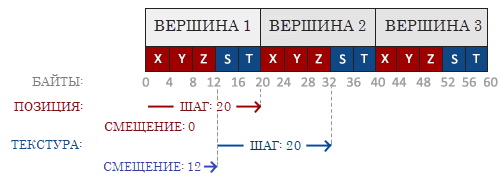 ВЕРШИНА 1 ВЕРШИНА 2 ВЕРШИНА 3
X Y Z S T X Y Z S T X Y Z S T
БАЙТЫ: 0 4 8 12 16 20 24 28 32 36 40 44 48 52 56 60
ПОЗИЦИЯ: ШАГ: 20
СМЕЩЕНИЕ: 0
ТЕКСТУРА: ШАГ: 20
СМЕЩЕНИЕ: 12